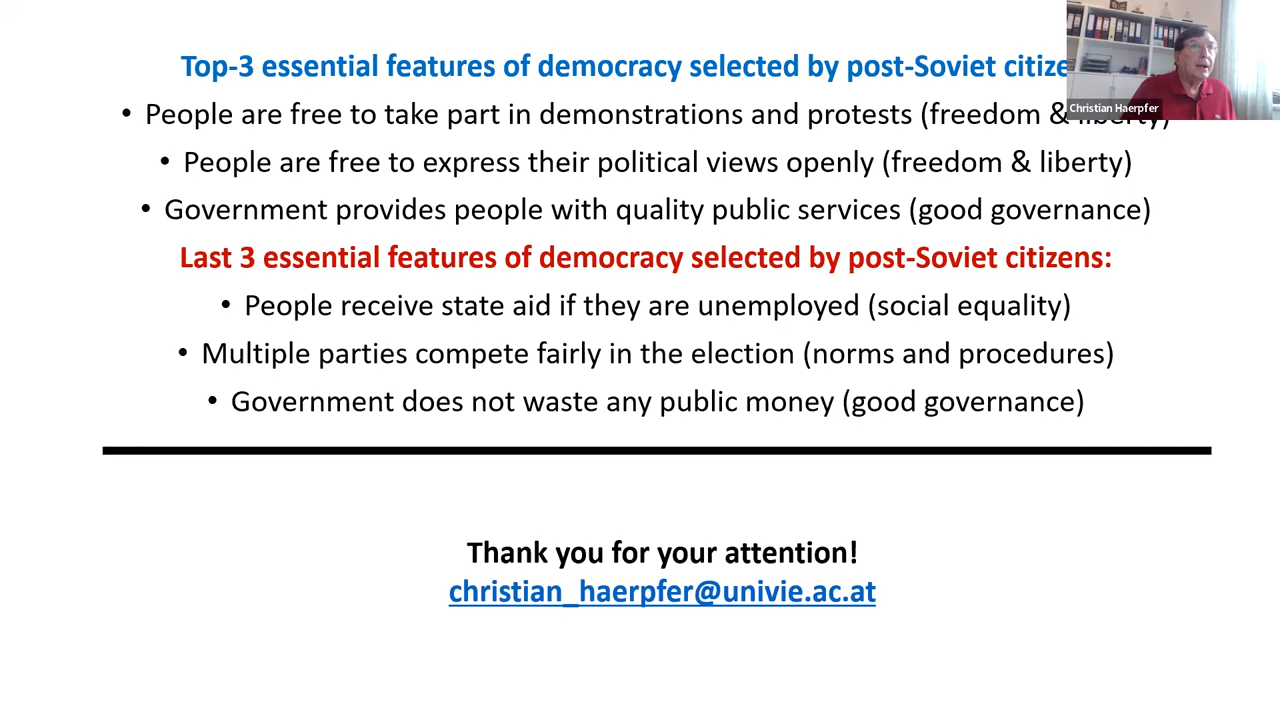 Top-3 essential features of democracy selected by post-Soviet
• People are free to take part in demonstrations and protests (freedom & liberty)
• People are free to express their political views openly (freedom & liberty)
• Government provides people with quality public services (good governance)
Last 3 essential features of democracy selected by post-Soviet citizens:
• People receive state aid if they are unemployed (social equality)
• Multiple parties compete fairly in the election (norms and procedures)
• Government does not waste any public money (good governance)
Thank you for your attention!
christian_haerpfer@univie.ac.at
Christian Haerpfer